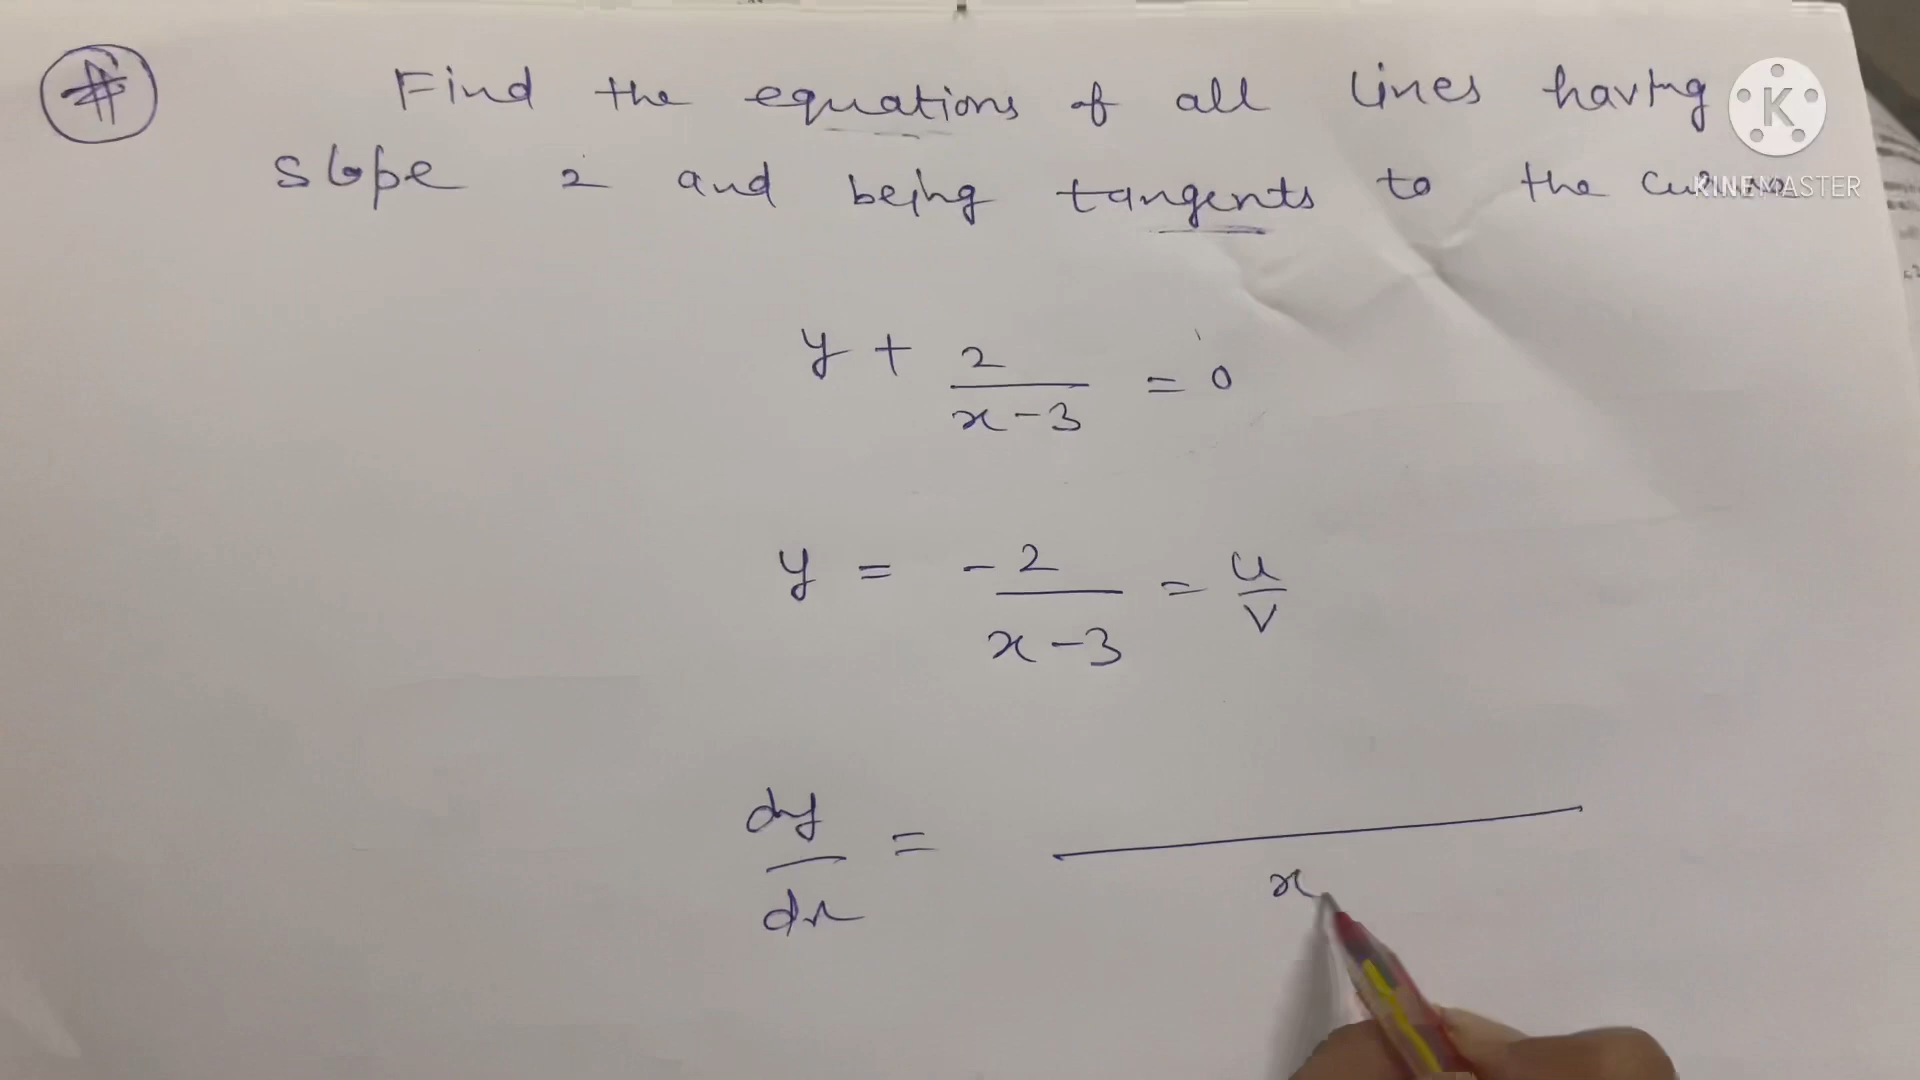 # Find the equations of all lines having
slope 2 and being tangents to the
KINEMASTER
y + 2/(x-3) = 0
y = -2/(x-3) = u/v
dy/dx =
x